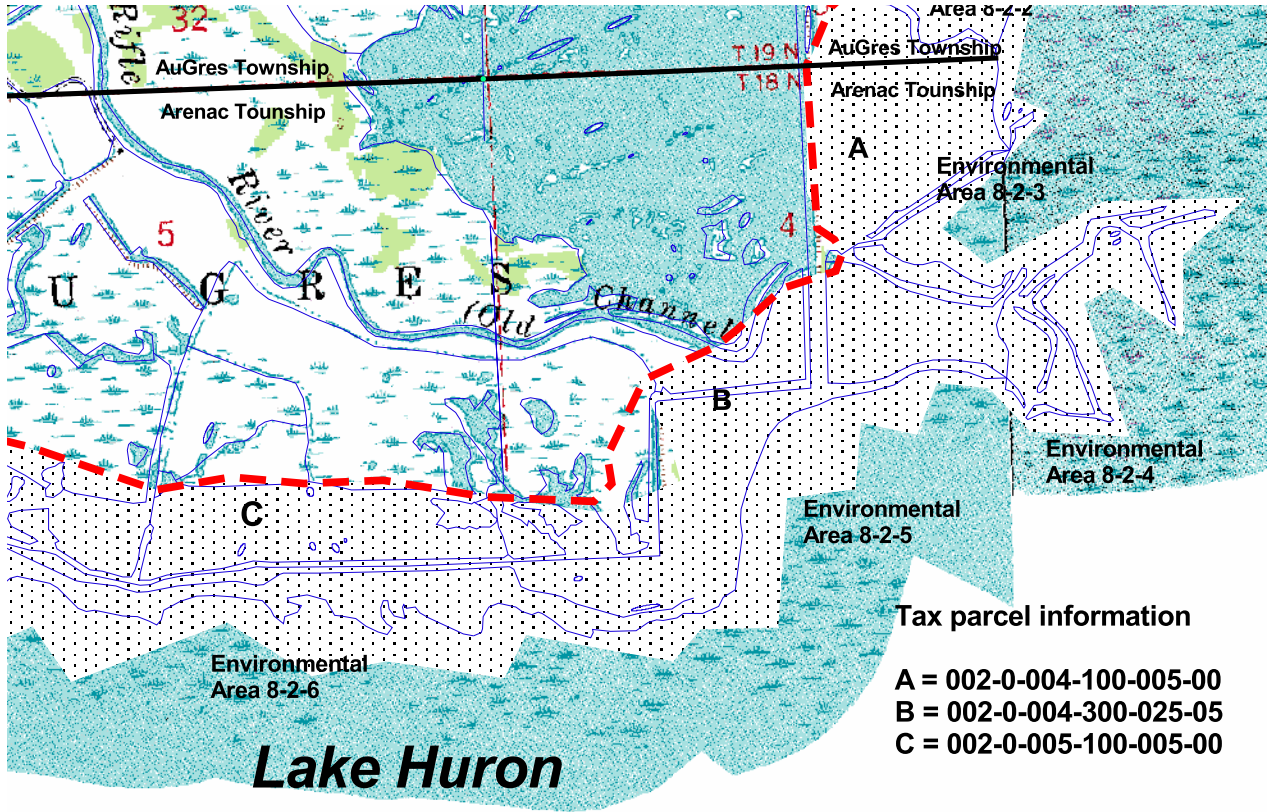 Area 8-2-2
32
Rifle
AuGres Township
T 19 N
AuGres Township
T 18 N
Arenac Tounship
Arenac Tounship
A
Environmental
Area 8-2-3
River
5
4
U G R E S
(Old Channel
B
Environmental
Area 8-2-4
C
Environmental
Area 8-2-5
Tax parcel information
Environmental
Area 8-2-6
A = 002-0-004-100-005-00
B = 002-0-004-300-025-05
C = 002-0-005-100-005-00
Lake Huron